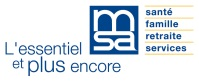 msa
santé
famille
retraite
services
L'essentiel
et plus encore